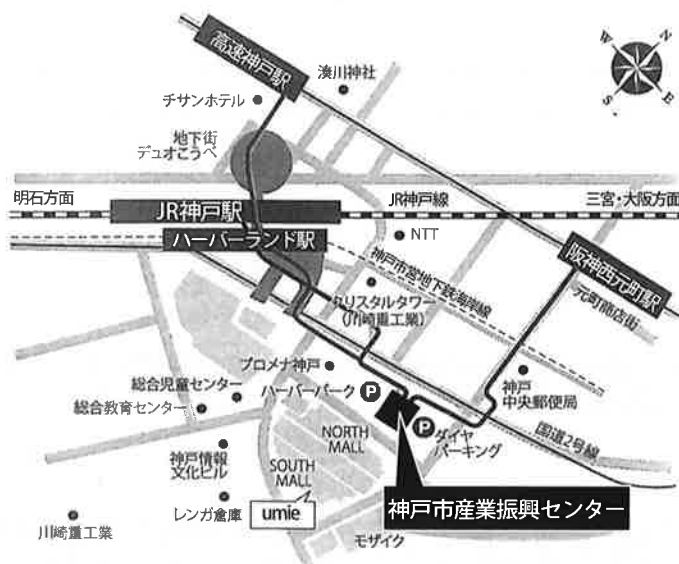 高速神戸駅
湊川神社
チサンホテル
W
N
S
E
地下街
デュオこうべ
明石方面
JR神戸駅
JR神戸線
三宮・大阪方面
ハーバーランド駅
NTT
阪神西元町駅
神戸市営地下鉄海岸線
クリスタルタワー
(川崎重工業)
元町商店街
プロメナ神戸
総合児童センター
ハーバーパーク
P
神戸
中央郵便局
総合教育センター
NORTH
MALL
P
ダイヤ
パーキング
国道2号線
神戸情報
文化ビル
SOUTH
MALL
レンガ倉庫
umie
神戸市産業振興センター
川崎重工業
モザイク